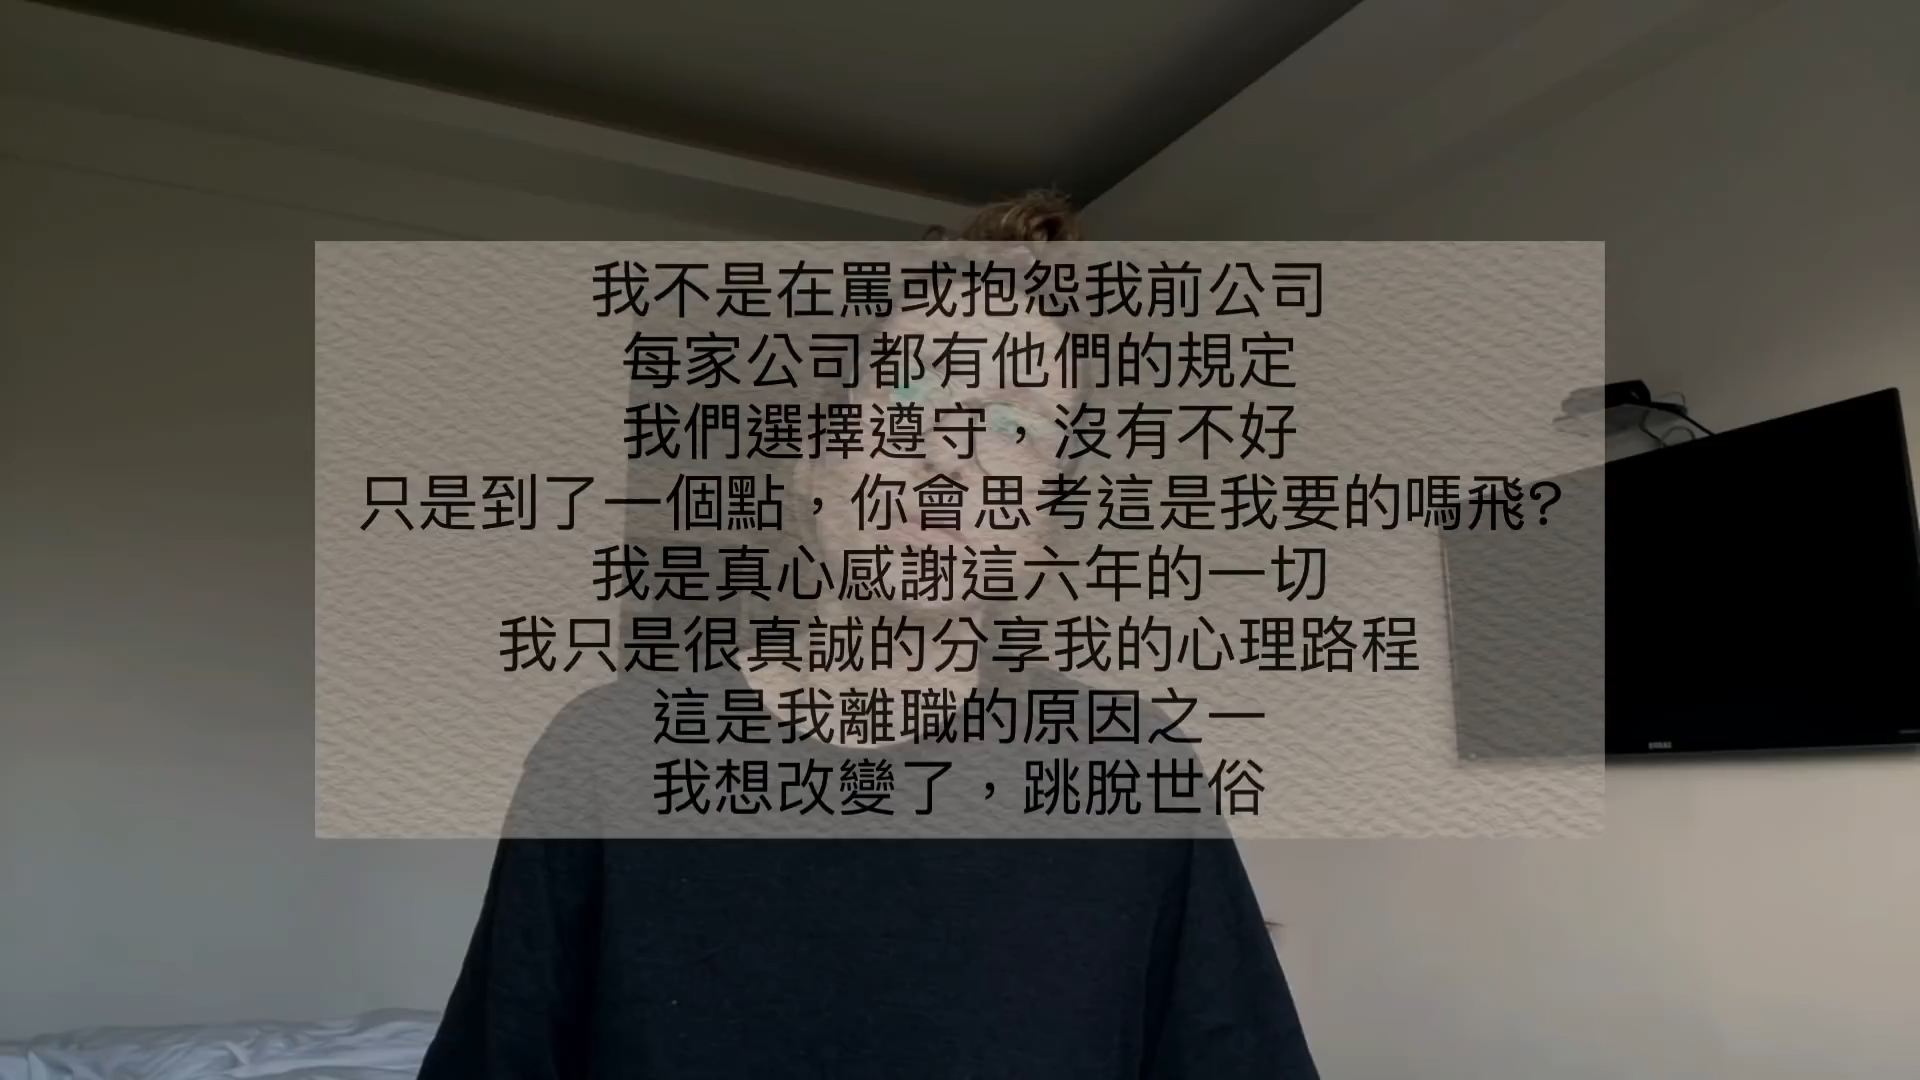 我不是在罵或抱怨我前公司
每家公司都有他們的規定
我們選擇遵守，沒有不好
只是到了一個點，你會思考這是我要的嗎飛?
我是真心感謝這六年的一切
我只是很真誠的分享我的心理路程
這是我離職的原因之一
我想改變了，跳脫世俗